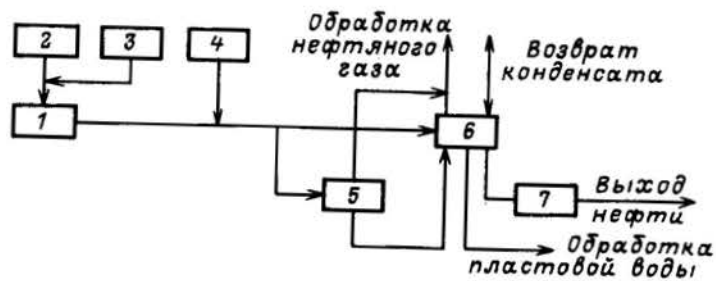 Обработка
нефтяного
газа
Возврат
конденсата
2
3
4
1
6
5
7
Выход
нефти
Обработка
пластовой воды